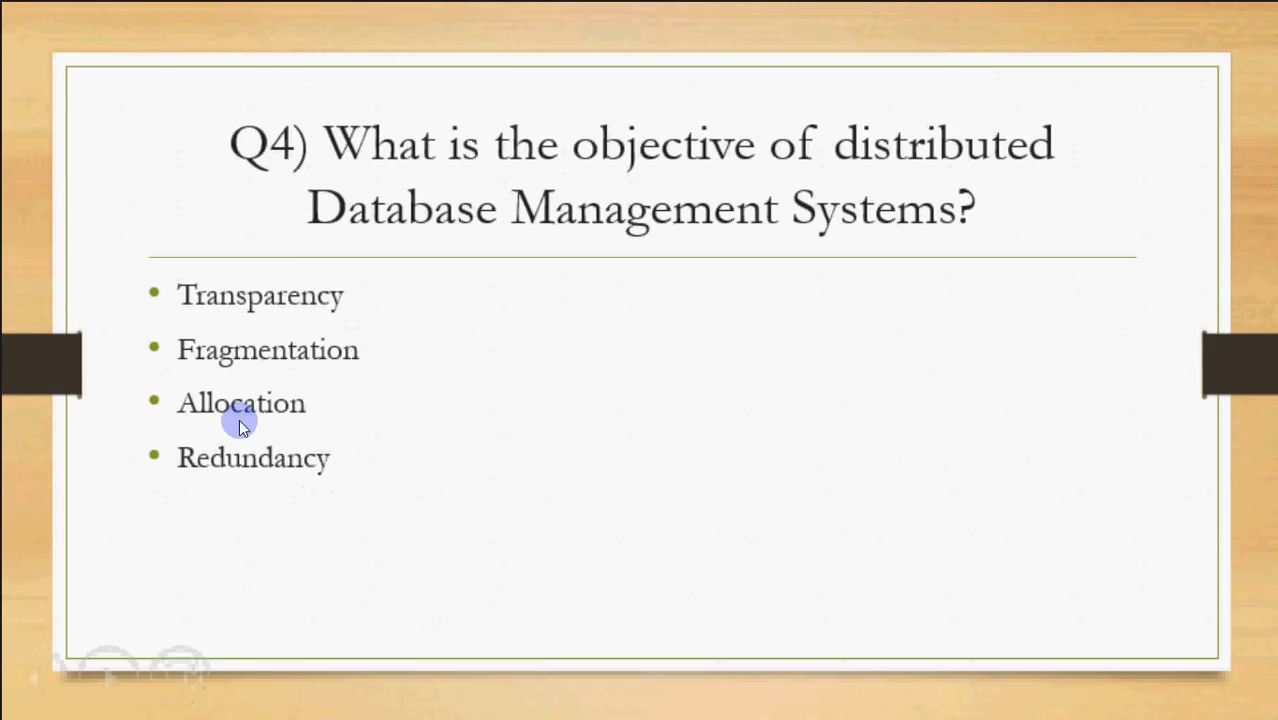 Q4) What is the objective of distributed
Database Management Systems?
Transparency
Fragmentation
Allocation
Redundancy